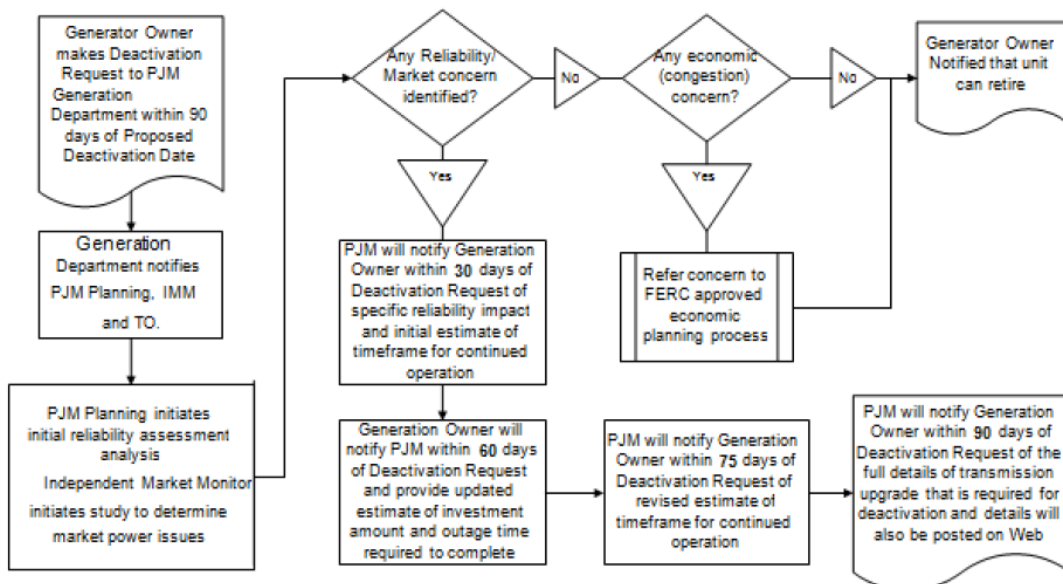 Generator Owner
makes Deactivation
Request to PJM
Generation
Department within 90
days of Proposed
Deactivation Date
Generation
Department notifies
PJM Planning, IMM
and TO.
PJM Planning initiates
initial reliability assessment
analysis
Independent Market Monitor
initiates study to determine
market power issues
Any Reliability/
Market concern
identified?
No
Any economic
(congestion)
concern?
No
Generator Owner
Notified that unit
can retire
Yes
Yes
PJM will notify Generation
Owner within 30 days of
Deactivation Request of
specific reliability impact
and initial estimate of
timeframe for continued
operation
Refer concern to
FERC approved
economic
planning process
Generation Owner will
notify PJM within 60 days
of Deactivation Request
and provide updated
estimate of investment
amount and outage time
required to complete
PJM will notify Generation
Owner within 75 days of
Deactivation Request of
revised estimate of
timeframe for continued
operation
PJM will notify Generation
Owner within 90 days of
Deactivation Request of the
full details of transmission
upgrade that is required for
deactivation and details will
also be posted on Web